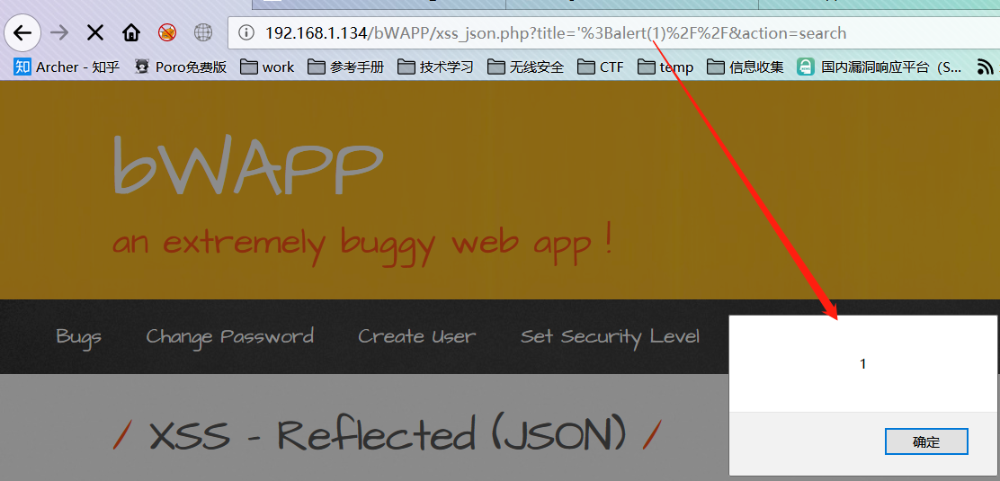 192.168.1.134/bWAPP/xss_json.php?title='%3Balert(1)%2F%2F&action=search
Archer - 知乎 Poro免费版 work 参考手册 技术学习 无线安全 CTF temp 信息收集 国内漏洞响应平台（S...
bWAPP
an extremely buggy web app !
Bugs Change Password Create User Set Security Level
1
/ XSS - Reflected (JSON) /
确定